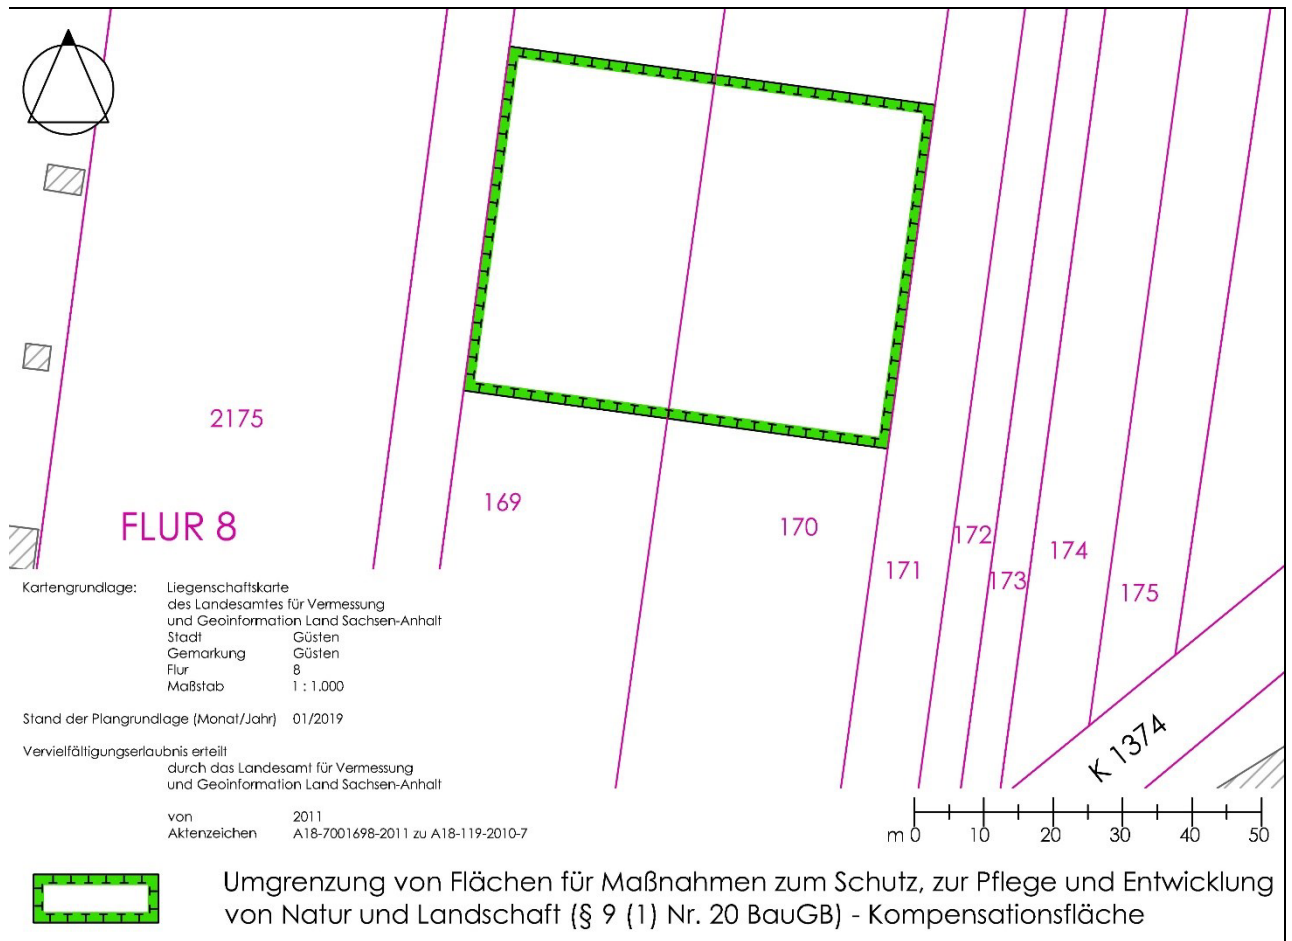 2175
FLUR 8
169
170
171
172
173
174
175
K 1374
Kartengrundlage: Liegenschaftskarte
des Landesamtes für Vermessung
und Geoinformation Land Sachsen-Anhalt
Stadt Güsten
Gemarkung Güsten
Flur 8
Maßstab 1 : 1.000
Stand der Plangrundlage (Monat/Jahr) 01/2019
Vervielfältigungserlaubnis erteilt
durch das Landesamt für Vermessung
und Geoinformation Land Sachsen-Anhalt
von 2011
Aktenzeichen A18-7001698-2011 zu A18-119-2010-7
m 0 10 20 30 40 50
Umgrenzung von Flächen für Maßnahmen zum Schutz, zur Pflege und Entwicklung
von Natur und Landschaft (§ 9 (1) Nr. 20 BauGB) - Kompensationsfläche